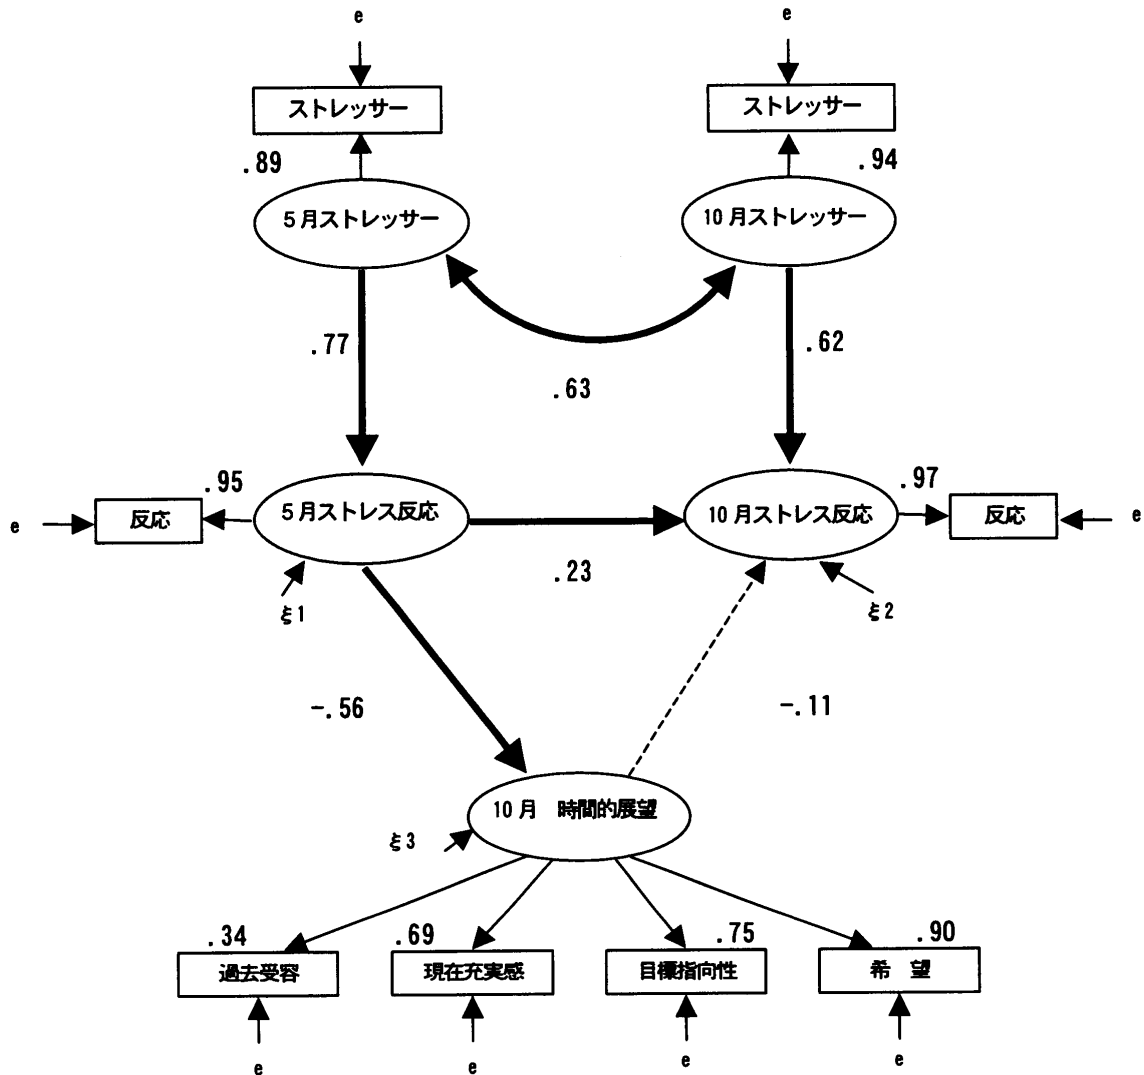 e
e
ストレッサー
ストレッサー
.89
.94
5月ストレッサー
10月ストレッサー
.77
.62
.63
.95
.97
e
反応
5月ストレス反応
10月ストレス反応
反応
e
.23
ξ1
ξ2
-.56
-.11
10月 時間的展望
ξ3
.34
.69
.75
.90
過去受容
現在充実感
目標指向性
希 望
e
e
e
e